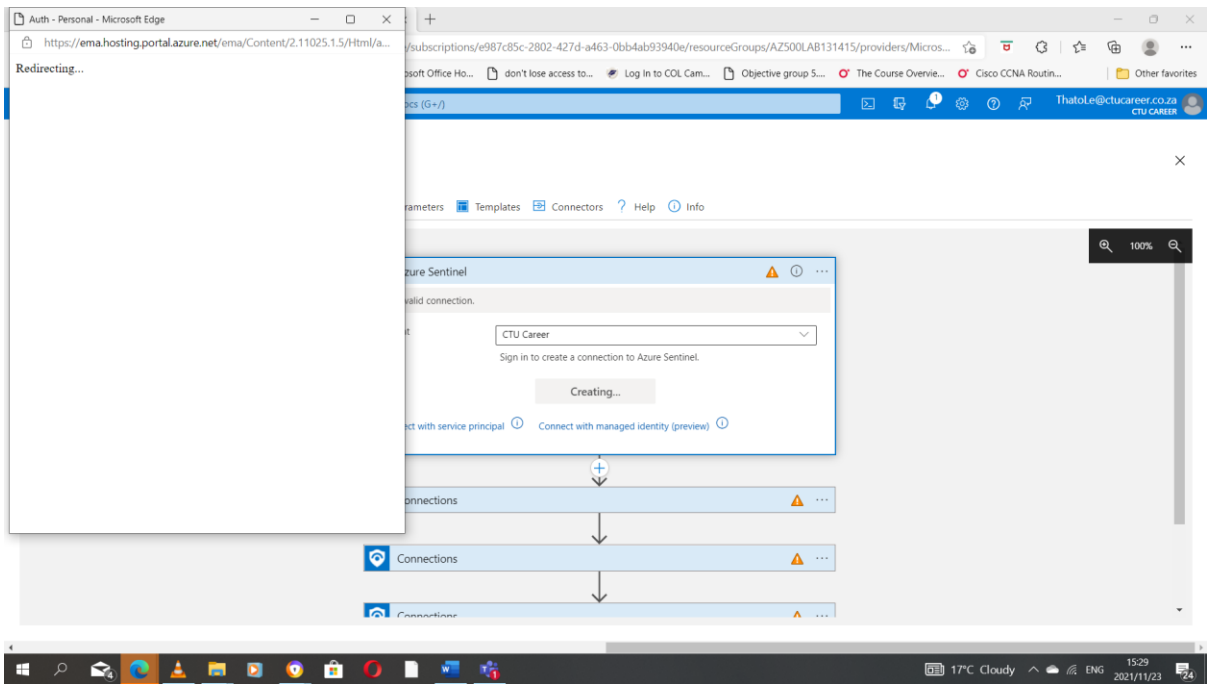 Auth - Personal - Microsoft Edge
https://ema.hosting.portal.azure.net/ema/Content/2.11025.1.5/Html/a...
Redirecting...
/subscriptions/e987c85c-2802-427d-a463-0bb4ab93940e/resourceGroups/AZ500LAB131415/providers/Micros...
osoft Office Ho... don't lose access to... Log In to COL Cam... Objective group 5.... The Course Overvie... Cisco CCNA Routin... Other favorites
ocs (G+/)
1
ThatoLe@ctucareer.co.za
CTU CAREER
rameters Templates Connectors ? Help Info
100%
zure Sentinel
valid connection.
t CTU Career
Sign in to create a connection to Azure Sentinel.
Creating...
ect with service principal Connect with managed identity (preview)
onnections
Connections
Connections
17°C Cloudy ENG 15:29
2021/11/23
24